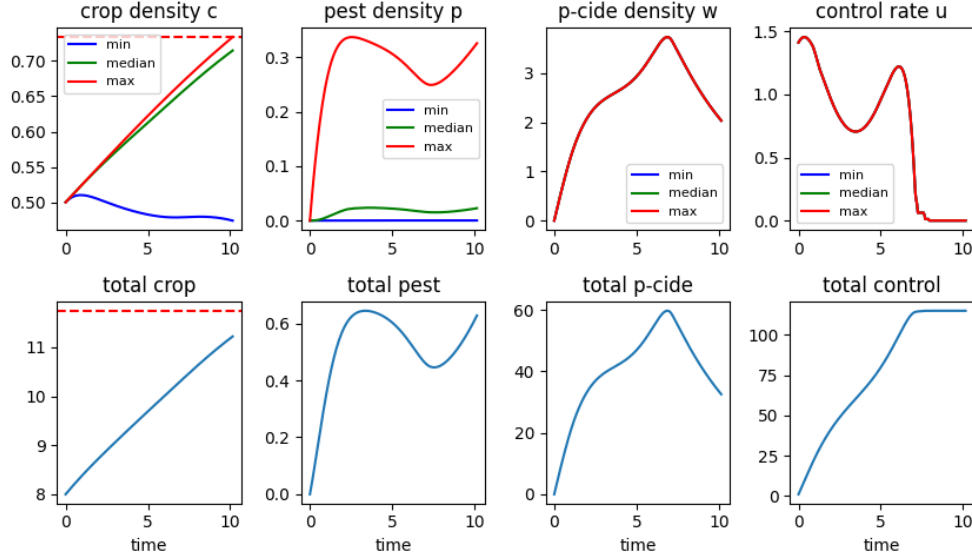 crop density c
pest density p
p-cide density w
control rate u
0.70
0.65
0.60
0.55
0.50
min
median
max
0 5 10
0.3
0.2
0.1
0.0
min
median
max
0 5 10
3
2
1
0
min
median
max
0 5 10
1.5
1.0
0.5
0.0
min
median
max
0 5 10
total crop
total pest
total p-cide
total control
11
10
9
8
0 5 10
time
0.6
0.4
0.2
0.0
0 5 10
time
60
40
20
0
0 5 10
time
100
75
50
25
0
0 5 10
time